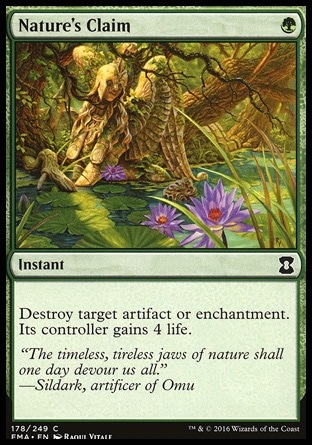 Nature's Claim
Instant
Destroy target artifact or enchantment.
Its controller gains 4 life.
“The timeless, tireless jaws of nature shall
one day devour us all.”
—Sildark, artificer of Omu
178/249 C
EMA • EN Raoul Vitale
™ & © 2016 Wizards of the Coast